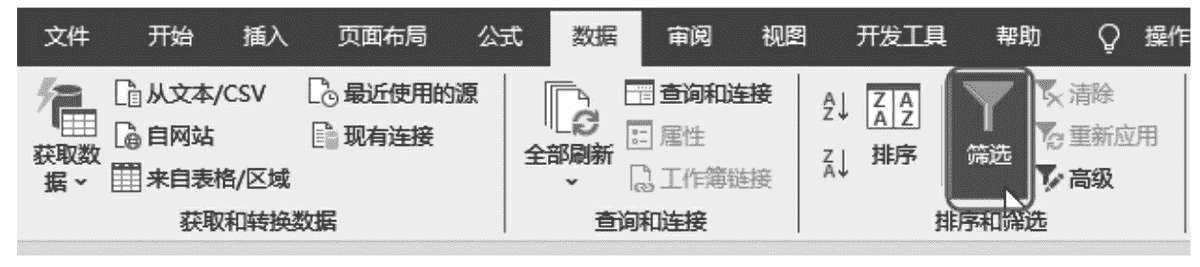 文件 开始 插入 页面布局 公式 数据 审阅 视图 开发工具 帮助 操作
获取数据
从文本/CSV
自网站
来自表格/区域
最近使用的源
现有连接
获取和转换数据
全部刷新
查询和连接
属性
工作簿链接
查询和连接
AZ
ZA
ZA
AZ
排序
筛选
清除
重新应用
高级
排序和筛选